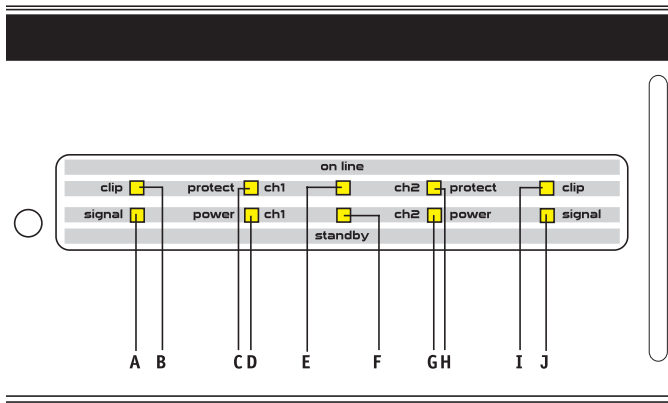 on line
clip protect ch1 ch2 protect clip
signal power ch1 ch2 power signal
standby
A B C D E F G H I J